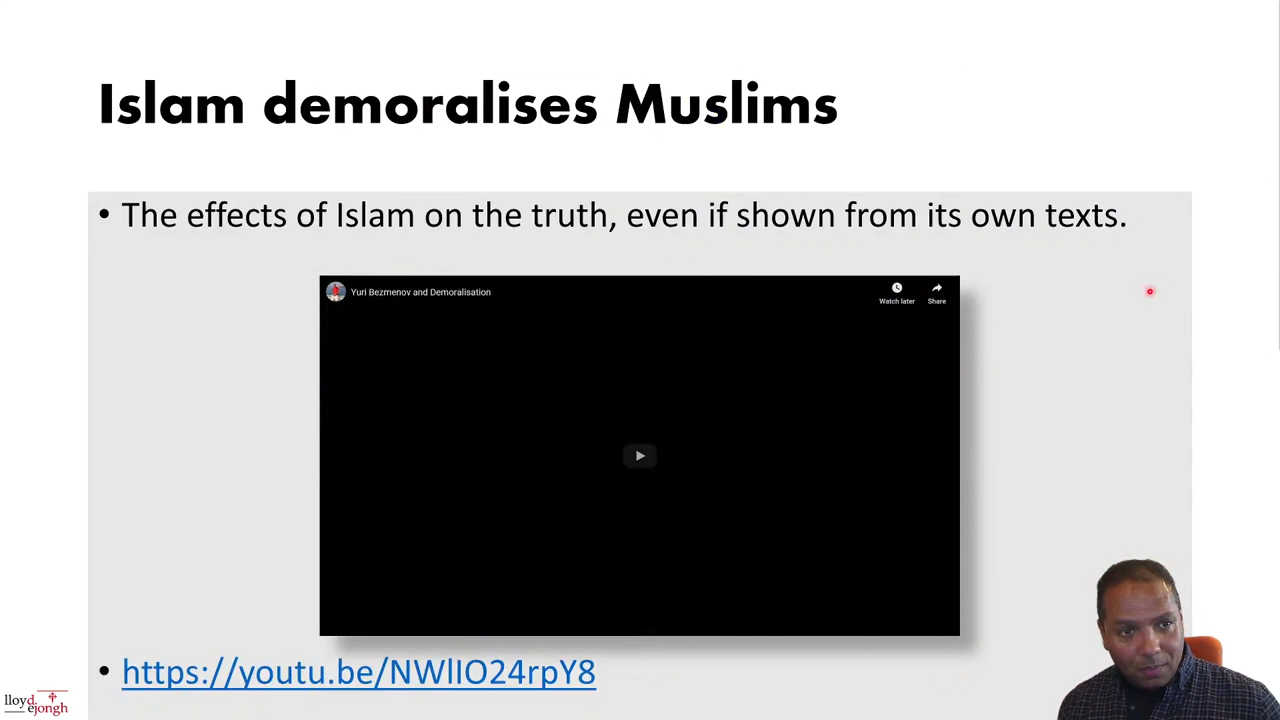 Islam demoralises Muslims
• The effects of Islam on the truth, even if shown from its own texts.
Yuri Bezmenov and Demoralisation
Watch later
Share
• https://youtu.be/NWlIO24rpY8
lloyd
dejongh